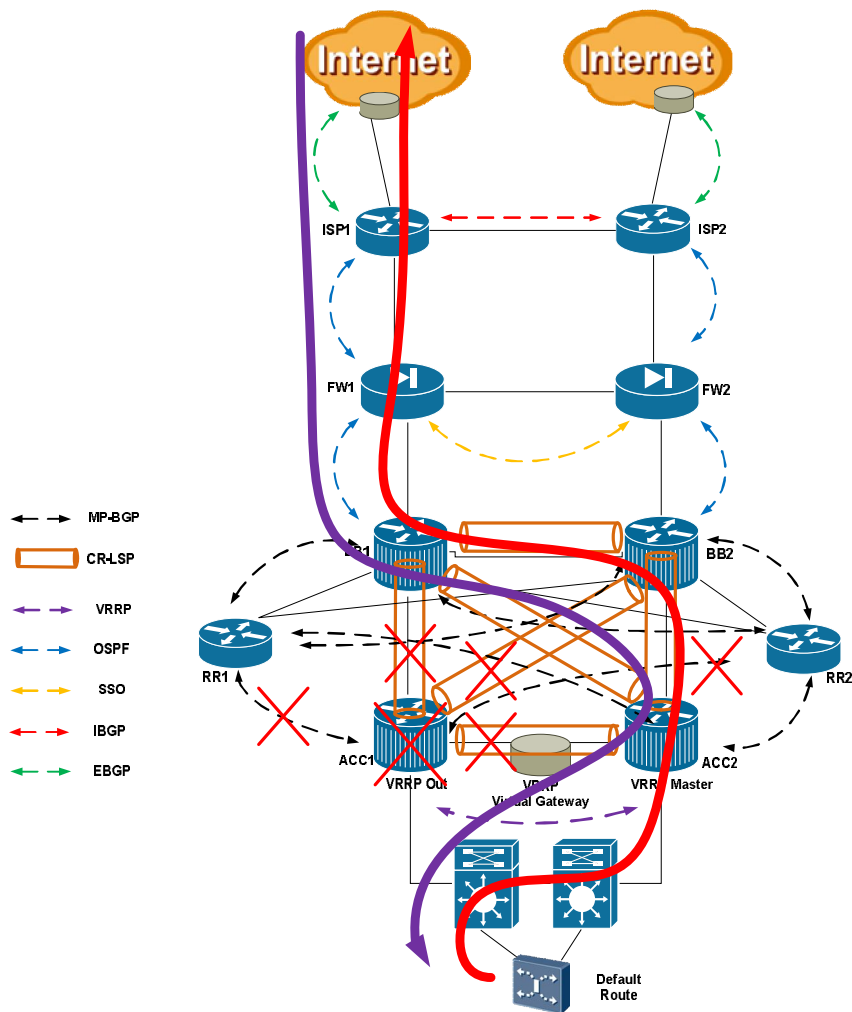 Internet
Internet
ISP1
ISP2
FW1
FW2
MP-BGP
CR-LSP
VRRP
OSPF
SSO
IBGP
EBGP
BB2
RR1
RR2
ACC1
VRRP Out
ACC2
Master
Virtual Gateway
Default
Route